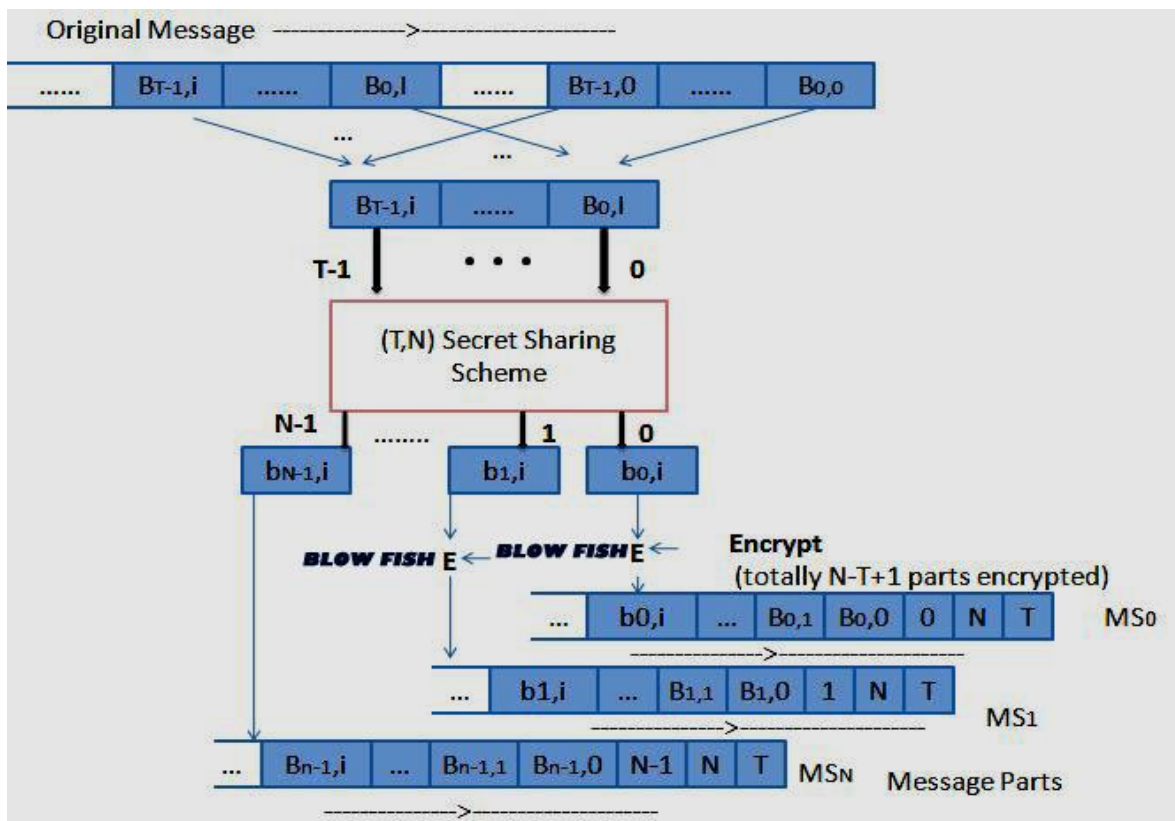 Original Message --------------->----------------------
...... BT-1,i ...... B0,I ...... BT-1,0 ...... B0,0
...
...
BT-1,i ...... B0,I
T-1 • • • 0
(T,N) Secret Sharing
Scheme
N-1 ........ 1 0
bN-1,i b1,i b0,i
BLOW FISH E BLOW FISH E Encrypt
(totally N-T+1 parts encrypted)
... b0,i ... B0,1 B0,0 0 N T MS0
--------------->----------------------
... b1,i ... B1,1 B1,0 1 N T MS1
--------------->----------------------
... Bn-1,i ... Bn-1,1 Bn-1,0 N-1 N T MSN
Message Parts
--------------->----------------------